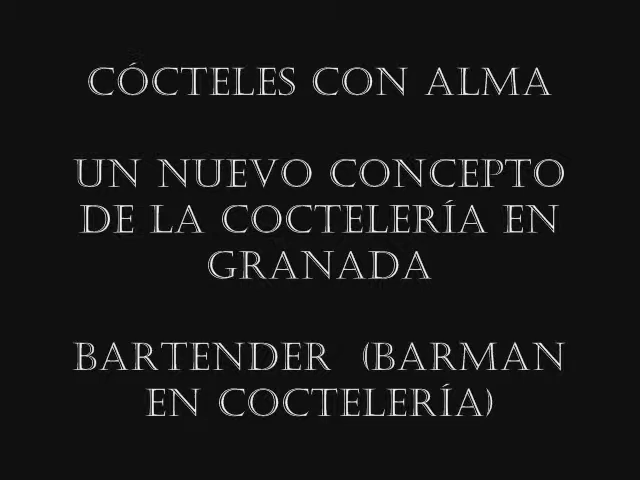 CÓCTELES CON ALMA
UN NUEVO CONCEPTO
DE LA COCTELERÍA EN
GRANADA
BARTENDER (BARMAN
EN COCTELERÍA)